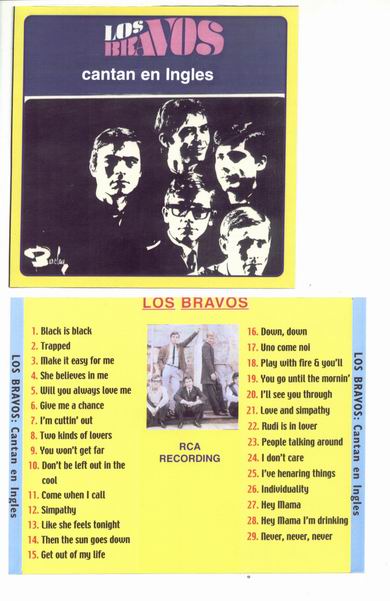 LOS
BRAVOS
cantan en Ingles
Barclay
LOS BRAVOS
LOS BRAVOS: Cantan en Ingles
1. Black is black
2. Trapped
3. Make it easy for me
4. She believes in me
5. Will you always love me
6. Give me a chance
7. I'm cuttin' out
8. Two kinds of lovers
9. You won't get far
10. Don't be left out in the
cool
11. Come when I call
12. Simpathy
13. Like she feels tonight
14. Then the sun goes down
15. Get out of my life
RCA
RECORDING
16. Down, down
17. Uno come noi
18. Play with fire & you'll
19. You go until the mornin'
20. I'll see you through
21. Love and simpathy
22. Rudi is in lover
23. People talking around
24. I don't care
25. I've henaring things
26. Individuality
27. Hey Mama
28. Hey Mama I'm drinking
29. Never, never, never
LOS BRAVOS: Cantan en Ingles